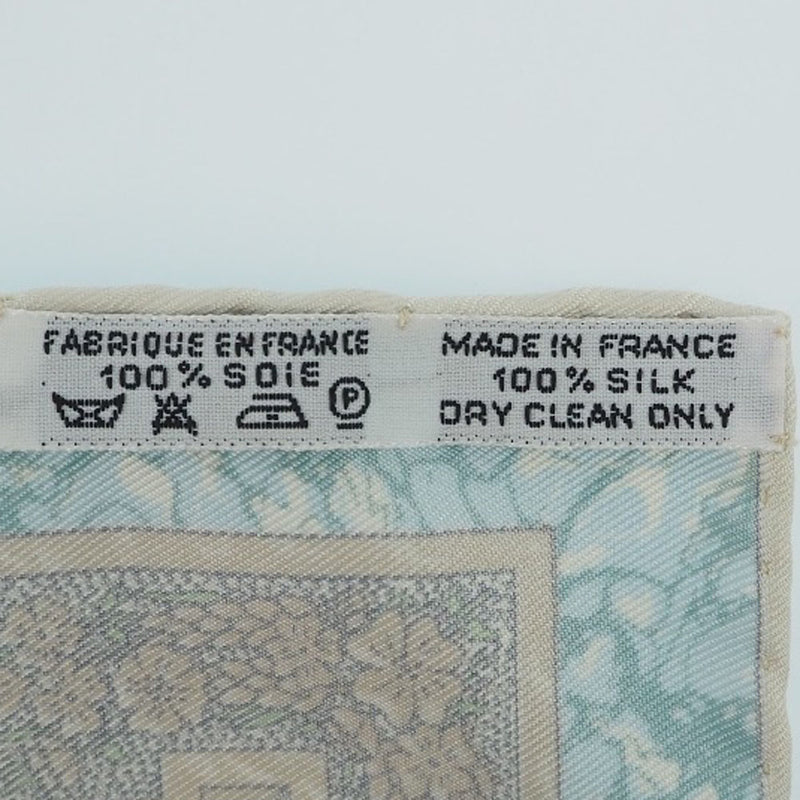 FABRIQUE EN FRANCE
100% SOIE
P
MADE IN FRANCE
100% SILK
DRY CLEAN ONLY